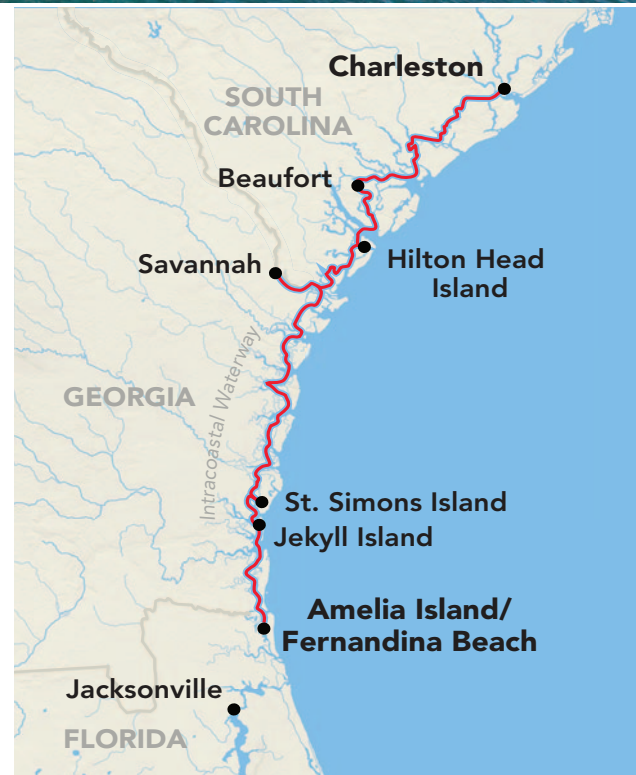 Charleston
SOUTH
CAROLINA
Beaufort
Hilton Head
Island
Savannah
Intracoastal Waterway
GEORGIA
St. Simons Island
Jekyll Island
Amelia Island/
Fernandina Beach
Jacksonville
FLORIDA